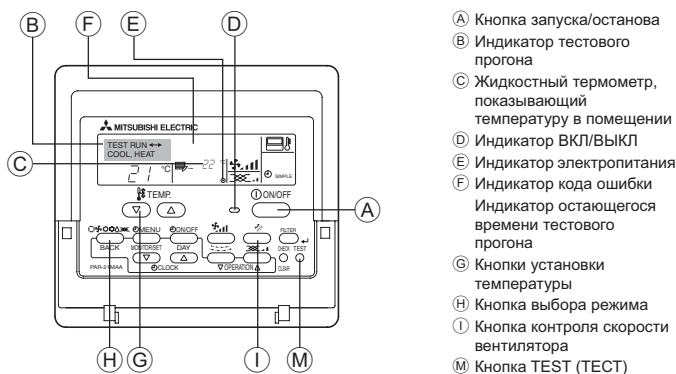 Ⓑ Ⓕ Ⓔ Ⓓ
MITSUBISHI ELECTRIC
TEST RUN ↔
COOL, HEAT
Ⓒ
21 °C
22 °C
SIMPLE
TEMP.
ON/OFF
Ⓐ
MENU ON/OFF FILTER
BACK MONITOR/SET DAY CHECK TEST
PAR-21MAA
CLOCK
▽ OPERATION △
CLEAR
Ⓗ Ⓖ Ⓘ Ⓜ
Ⓐ Кнопка запуска/останова
Ⓑ Индикатор тестового
прогона
Ⓒ Жидкостный термометр,
показывающий
температуру в помещении
Ⓓ Индикатор ВКЛ/ВЫКЛ
Ⓔ Индикатор электропитания
Ⓕ Индикатор кода ошибки
Индикатор остающегося
времени тестового
прогона
Ⓖ Кнопки установки
температуры
Ⓗ Кнопка выбора режима
Ⓘ Кнопка контроля скорости
вентилятора
Ⓜ Кнопка TEST (ТЕСТ)